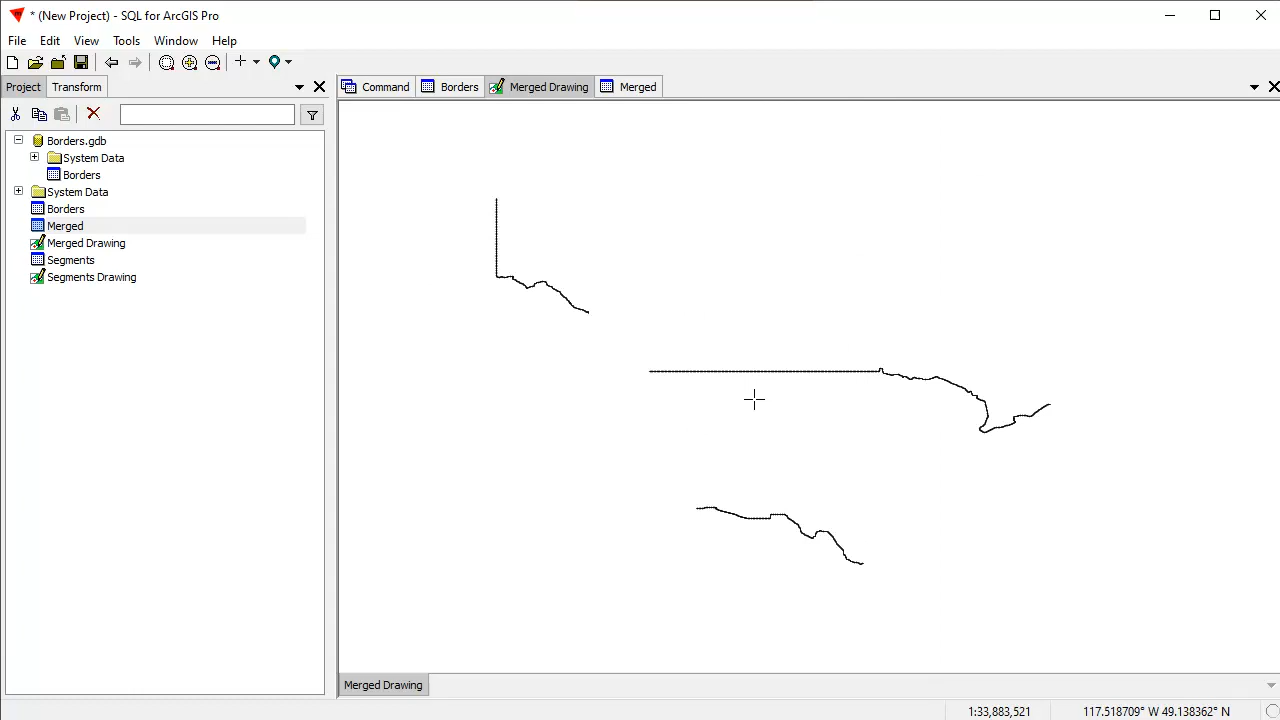 * (New Project) - SQL for ArcGIS Pro
File Edit View Tools Window Help
Project Transform
Command Borders Merged Drawing Merged
Borders.gdb
System Data
Borders
System Data
Borders
Merged
Merged Drawing
Segments
Segments Drawing
Merged Drawing
1:33,883,521 117.518709° W 49.138362° N